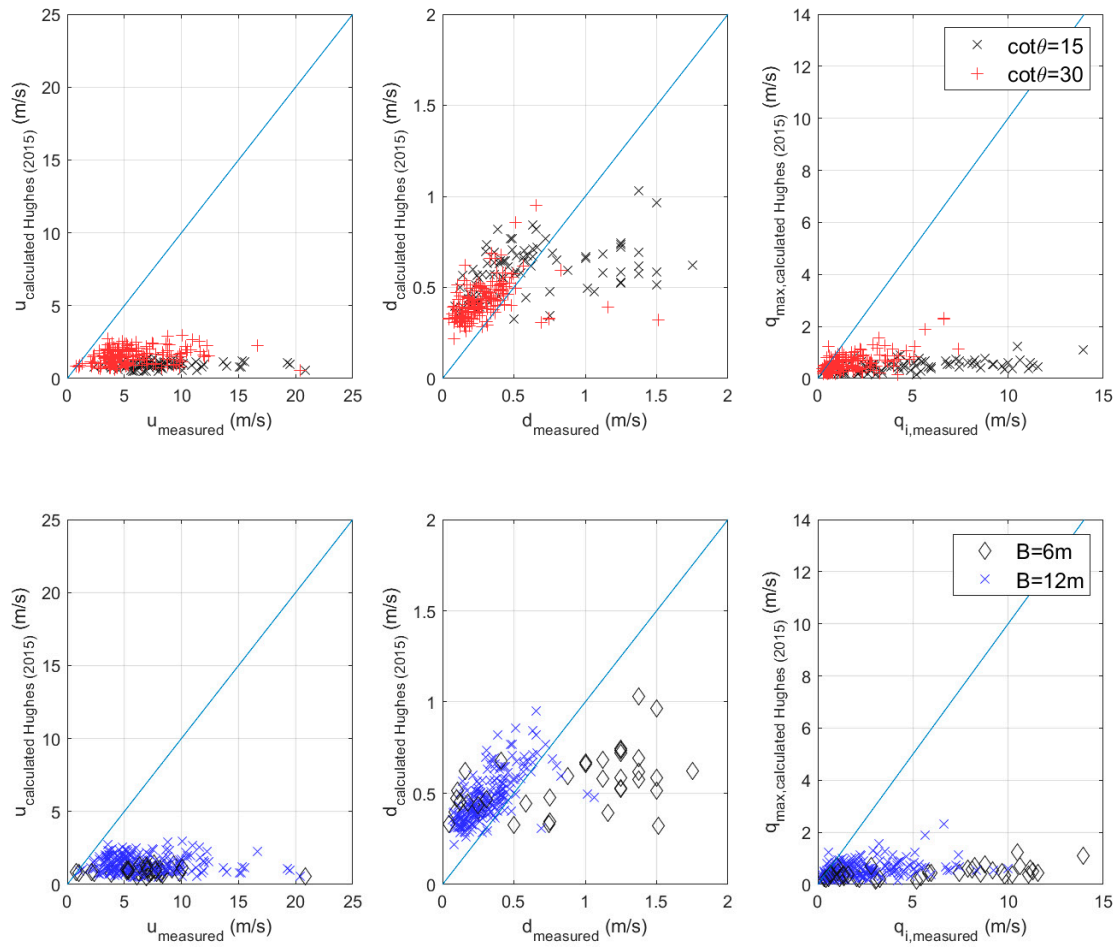 25
20
15
10
5
0
0 5 10 15 20 25
u_calculated Hughes (2015) (m/s)
u_measured (m/s)
2
1.5
1
0.5
0
0 0.5 1 1.5 2
d_calculated Hughes (2015) (m/s)
d_measured (m/s)
14
12
10
8
6
4
2
0
0 5 10 15
q_max,calculated Hughes (2015) (m/s)
q_i,measured (m/s)
cotθ=15
cotθ=30
25
20
15
10
5
0
0 5 10 15 20 25
u_calculated Hughes (2015) (m/s)
u_measured (m/s)
2
1.5
1
0.5
0
0 0.5 1 1.5 2
d_calculated Hughes (2015) (m/s)
d_measured (m/s)
14
12
10
8
6
4
2
0
0 5 10 15
q_max,calculated Hughes (2015) (m/s)
q_i,measured (m/s)
B=6m
B=12m